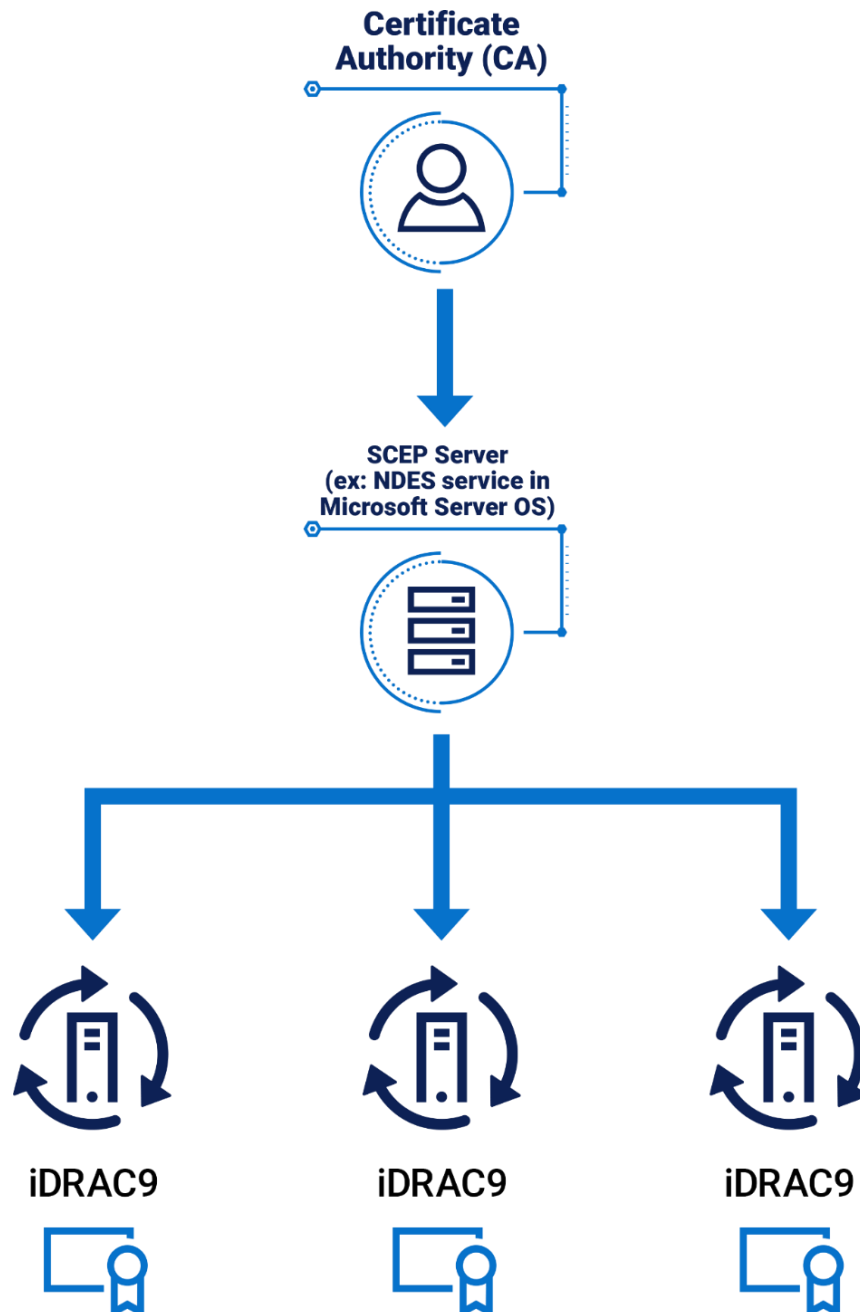 Certificate
Authority (CA)
SCEP Server
(ex: NDES service in
Microsoft Server OS)
iDRAC9
iDRAC9
iDRAC9